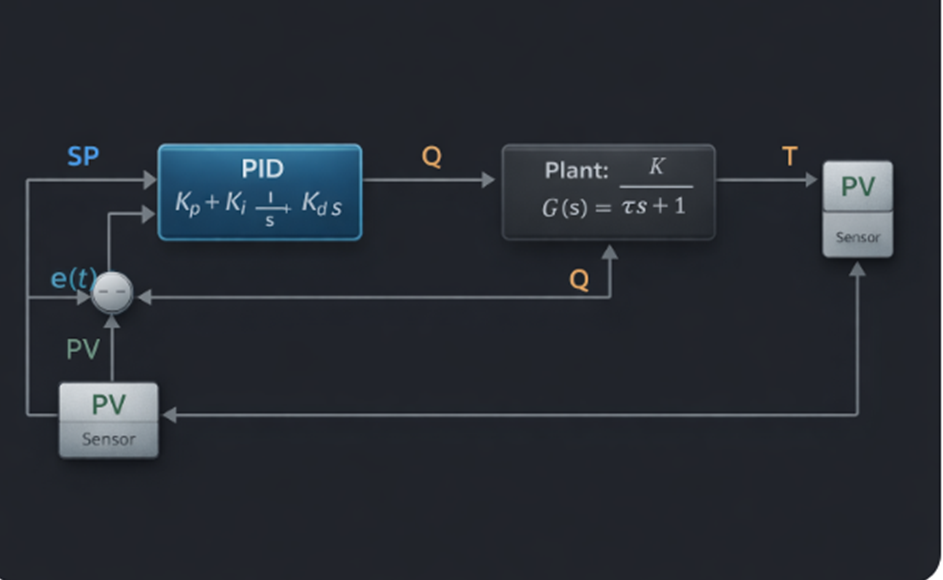 SP
PID
Kp + Ki 1/s + Kd s
Q
Plant: K
G(s) = τs + 1
T
PV
Sensor
e(t)
- -
Q
PV
PV
Sensor